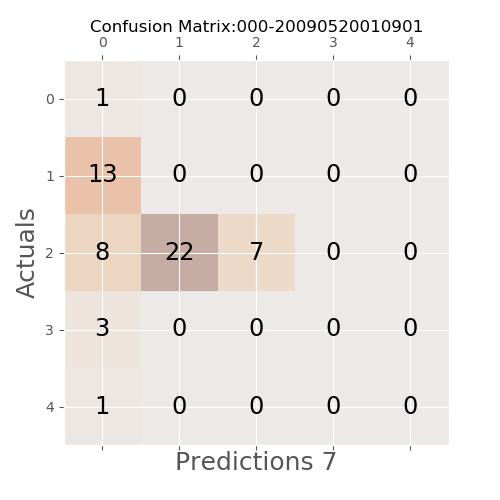 Confusion Matrix:000-20090520010901
0 1 2 3 4
0 1 0 0 0 0
1 13 0 0 0 0
2 8 22 7 0 0
3 3 0 0 0 0
4 1 0 0 0 0
Actuals
Predictions 7